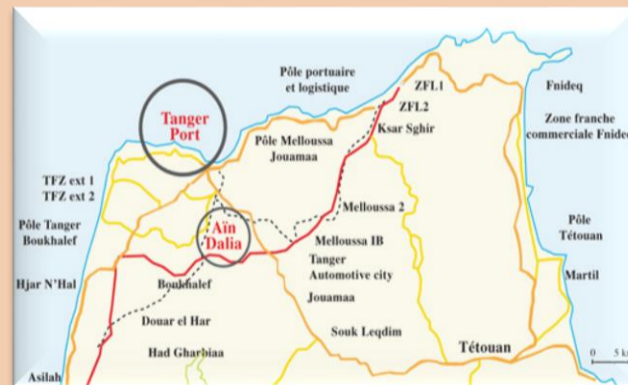 Pôle portuaire
et logistique
ZFL1
Fnideq
ZFL2
Tanger
Port
Zone franche
commerciale Fnideq
Ksar Sghir
Pôle Melloussa
Jouamaa
TFZ ext 1
TFZ ext 2
Melloussa 2
Pôle Tanger
Boukhalef
Aïn
Dalia
Pôle
Tétouan
Melloussa IB
Tanger
Automotive city
Martil
Hjar N'Hal
Boukhalef
Jouamaa
Douar el Har
Souk Leqdim
Had Gharbiaa
Tétouan
0 5 k
Asilah